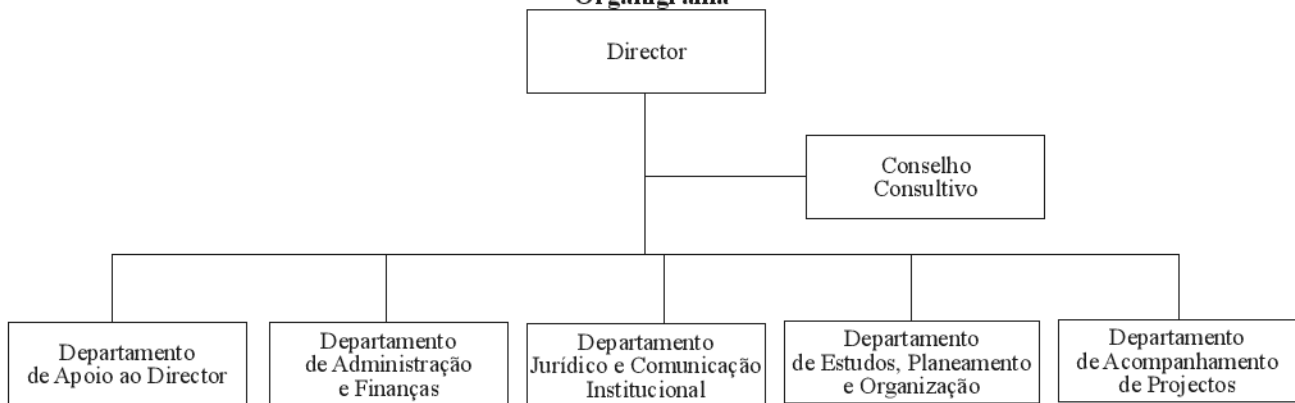 Organigrama
Director
Conselho
Consultivo
Departamento
de Apoio ao Director
Departamento
de Administração
e Finanças
Departamento
Jurídico e Comunicação
Institucional
Departamento
de Estudos, Planeamento
e Organização
Departamento
de Acompanhamento
de Projectos